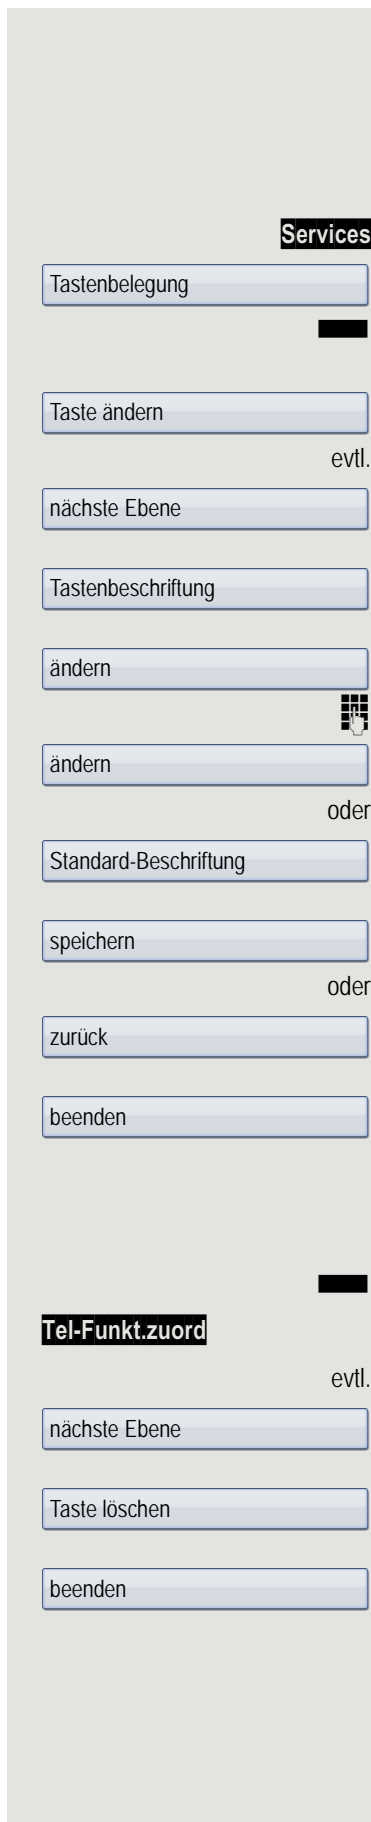 Services
Tastenbelegung
Taste ändern
evtl.
nächste Ebene
Tastenbeschriftung
ändern
ändern
oder
Standard-Beschriftung
speichern
oder
zurück
beenden
Tel-Funkt.zuord
evtl.
nächste Ebene
Taste löschen
beenden